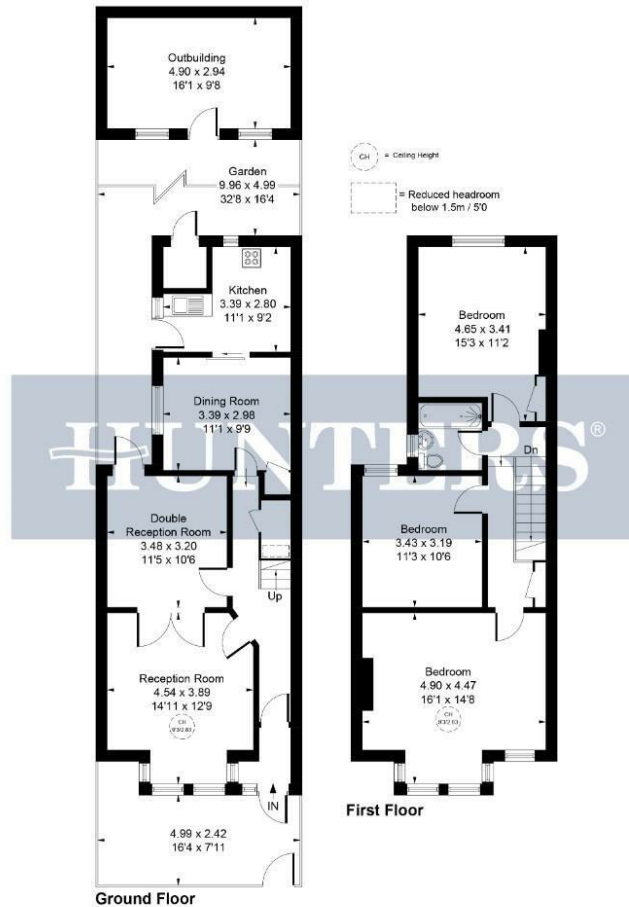 Outbuilding
4.90 x 2.94
16'1 x 9'8
Garden
9.96 x 4.99
32'8 x 16'4
CH = Ceiling Height
= Reduced headroom
below 1.5m / 5'0
Kitchen
3.39 x 2.80
11'1 x 9'2
Bedroom
4.65 x 3.41
15'3 x 11'2
Dining Room
3.39 x 2.98
11'1 x 9'9
HUNTERS®
Dn
Double
Reception Room
3.48 x 3.20
11'5 x 10'6
Bedroom
3.43 x 3.19
11'3 x 10'6
Up
Reception Room
4.54 x 3.89
14'11 x 12'9
CH
Bedroom
4.90 x 4.47
16'1 x 14'8
CH
IN
First Floor
4.99 x 2.42
16'4 x 7'11
Ground Floor